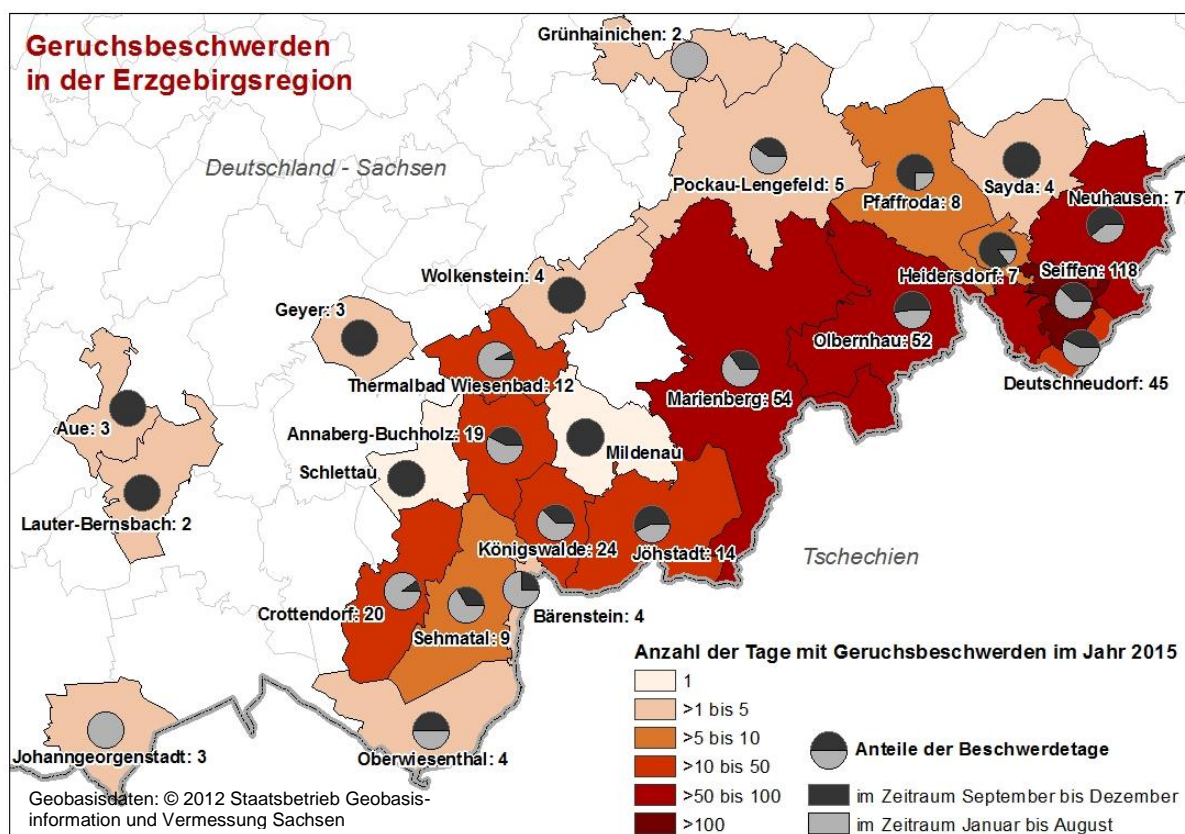 Geruchsbeschwerden
in der Erzgebirgsregion
Grünhainichen: 2
Deutschland - Sachsen
Pockau-Lengefeld: 5
Pfaffroda: 8
Sayda: 4
Neuhausen: 7
Wolkenstein: 4
Heidersdorf: 7
Seiffen: 118
Geyer: 3
Olbernhau: 52
Thermalbad Wiesenbad: 12
Marienberg: 54
Deutschneudorf: 45
Aue: 3
Annaberg-Buchholz: 19
Mildenau
Schlettau
Lauter-Bernsbach: 2
Königswalde: 24
Jöhstadt: 14
Tschechien
Crottendorf: 20
Sehmatal: 9
Bärenstein: 4
Johanngeorgenstadt: 3
Oberwiesenthal: 4
Anzahl der Tage mit Geruchsbeschwerden im Jahr 2015
1
>1 bis 5
>5 bis 10
>10 bis 50
>50 bis 100
>100
Anteile der Beschwerdetage
im Zeitraum September bis Dezember
im Zeitraum Januar bis August
Geobasisdaten: © 2012 Staatsbetrieb Geobasis-
information und Vermessung Sachsen